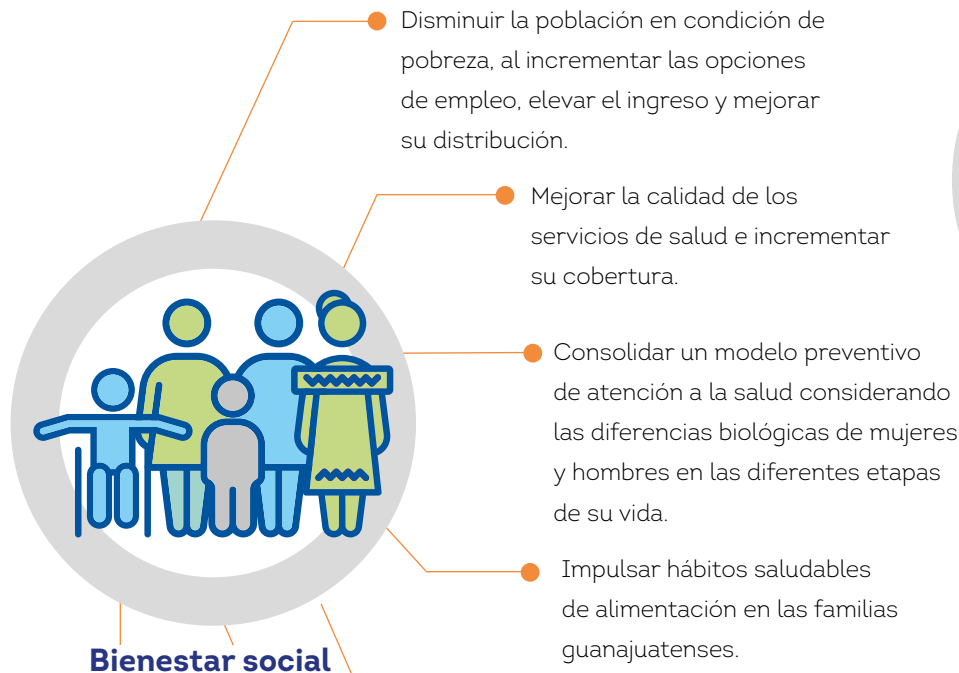 Disminuir la población en condición de
pobreza, al incrementar las opciones
de empleo, elevar el ingreso y mejorar
su distribución.
Mejorar la calidad de los
servicios de salud e incrementar
su cobertura.
Consolidar un modelo preventivo
de atención a la salud considerando
las diferencias biológicas de mujeres
y hombres en las diferentes etapas
de su vida.
Impulsar hábitos saludables
de alimentación en las familias
guanajuatenses.
Bienestar social